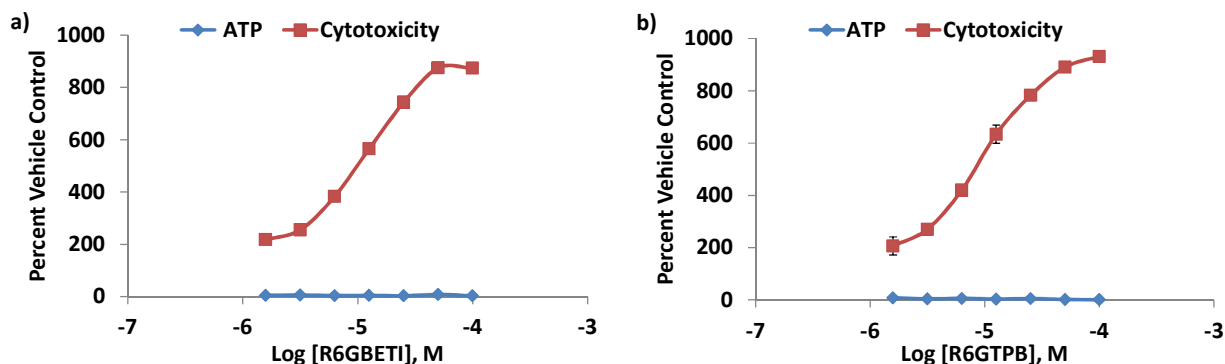 a)
ATP Cytotoxicity
Percent Vehicle Control
1000
800
600
400
200
0
-7 -6 -5 -4 -3
Log [R6GBETI], M
b)
ATP Cytotoxicity
Percent Vehicle Control
1000
800
600
400
200
0
-7 -6 -5 -4 -3
Log [R6GTPB], M